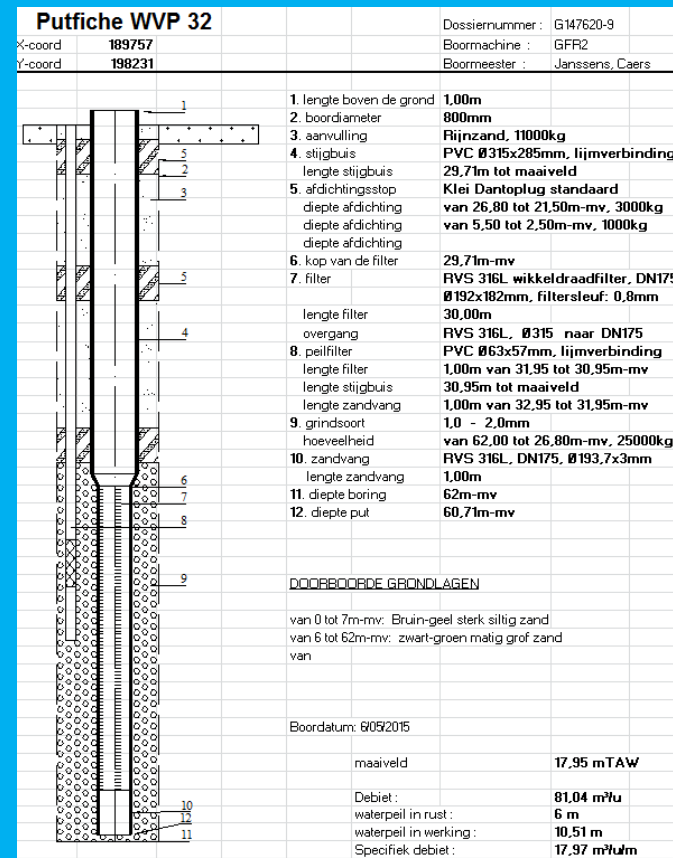 Putfiche WVP 32
Dossiernummer : G147620-9
X-coord 189757 Boormachine : GFR2
Y-coord 198231 Boormeester : Janssens, Caers
1. lengte boven de grond 1,00m
2. boordiameter 800mm
3. aanvulling Rijnzand, 11000kg
4. stijgbuis PVC Ø315x285mm, lijmverbinding
lengte stijgbuis 29,71m tot maaiveld
5. afdichtingsstop Klei Dantoplug standaard
diepte afdichting van 26,80 tot 21,50m-mv, 3000kg
diepte afdichting van 5,50 tot 2,50m-mv, 1000kg
diepte afdichting
6. kop van de filter 29,71m-mv
7. filter RVS 316L wikkeldraadfilter, DN175
Ø192x182mm, filtersleuf: 0,8mm
lengte filter 30,00m
overgang RVS 316L, Ø315 naar DN175
8. peilfilter PVC Ø63x57mm, lijmverbinding
lengte filter 1,00m van 31,95 tot 30,95m-mv
lengte stijgbuis 30,95m tot maaiveld
lengte zandvang 1,00m van 32,95 tot 31,95m-mv
9. grindsoort 1,0 - 2,0mm
hoeveelheid van 62,00 tot 26,80m-mv, 25000kg
10. zandvang RVS 316L, DN175, Ø193,7x3mm
lengte zandvang 1,00m
11. diepte boring 62m-mv
12. diepte put 60,71m-mv
DOORBOORDE GRONDLAGEN
van 0 tot 7m-mv: Bruin-geel sterk siltig zand
van 6 tot 62m-mv: zwart-groen matig grof zand
van
Boordatum: 6/05/2015
maaiveld 17,95 mTAW
Debiet : 81,04 m³/u
waterpeil in rust : 6 m
waterpeil in werking : 10,51 m
Specifiek debiet : 17,97 m³/u/m
1
5
2
3
5
4
6
7
8
9
10
12
11